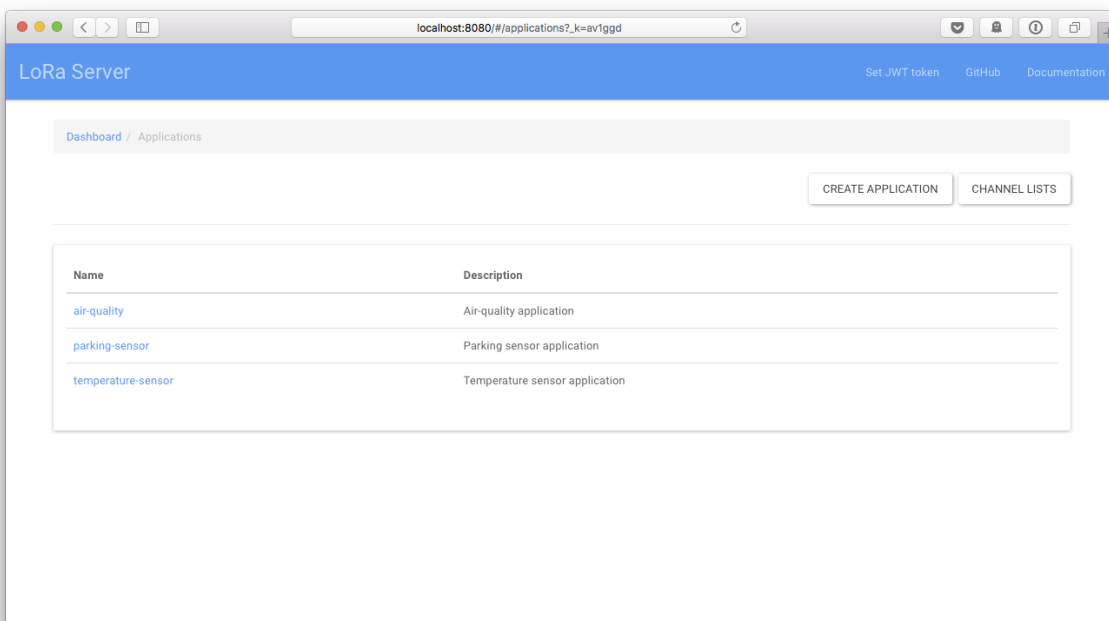 localhost:8080/#/applications?_k=av1ggd
LoRa Server Set JWT token GitHub Documentation
Dashboard / Applications
CREATE APPLICATION CHANNEL LISTS
Name Description
air-quality Air-quality application
parking-sensor Parking sensor application
temperature-sensor Temperature sensor application